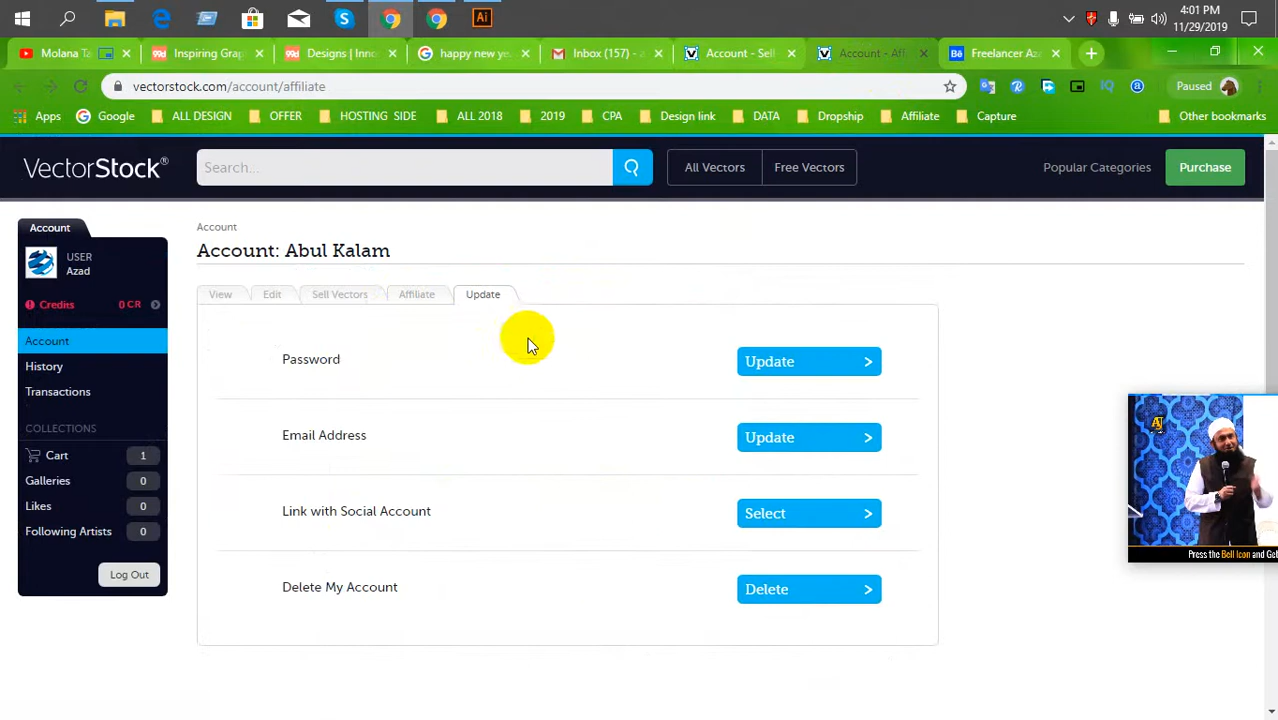 4:01 PM
11/29/2019
Molana Ta
Inspiring Grap
Designs | Inno
happy new ye
Inbox (157) - a
Account - Sell
Account - Aff
Freelancer Aza
vectorstock.com/account/affiliate
Paused
Apps
Google
ALL DESIGN
OFFER
HOSTING SIDE
ALL 2018
2019
CPA
Design link
DATA
Dropship
Affiliate
Capture
Other bookmarks
VectorStock®
Search...
All Vectors
Free Vectors
Popular Categories
Purchase
Account
Account
USER
Azad
Account: Abul Kalam
Credits 0 CR
View
Edit
Sell Vectors
Affiliate
Update
Account
History
Transactions
COLLECTIONS
Cart 1
Galleries 0
Likes 0
Following Artists 0
Log Out
Password
Update >
Email Address
Update >
Link with Social Account
Select >
Delete My Account
Delete >
Press the Bell Icon and Get